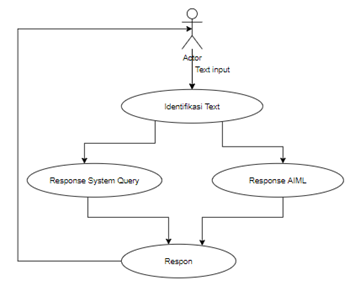 Actor
Text input
Identifikasi Text
Response System Query
Response AIML
Respon